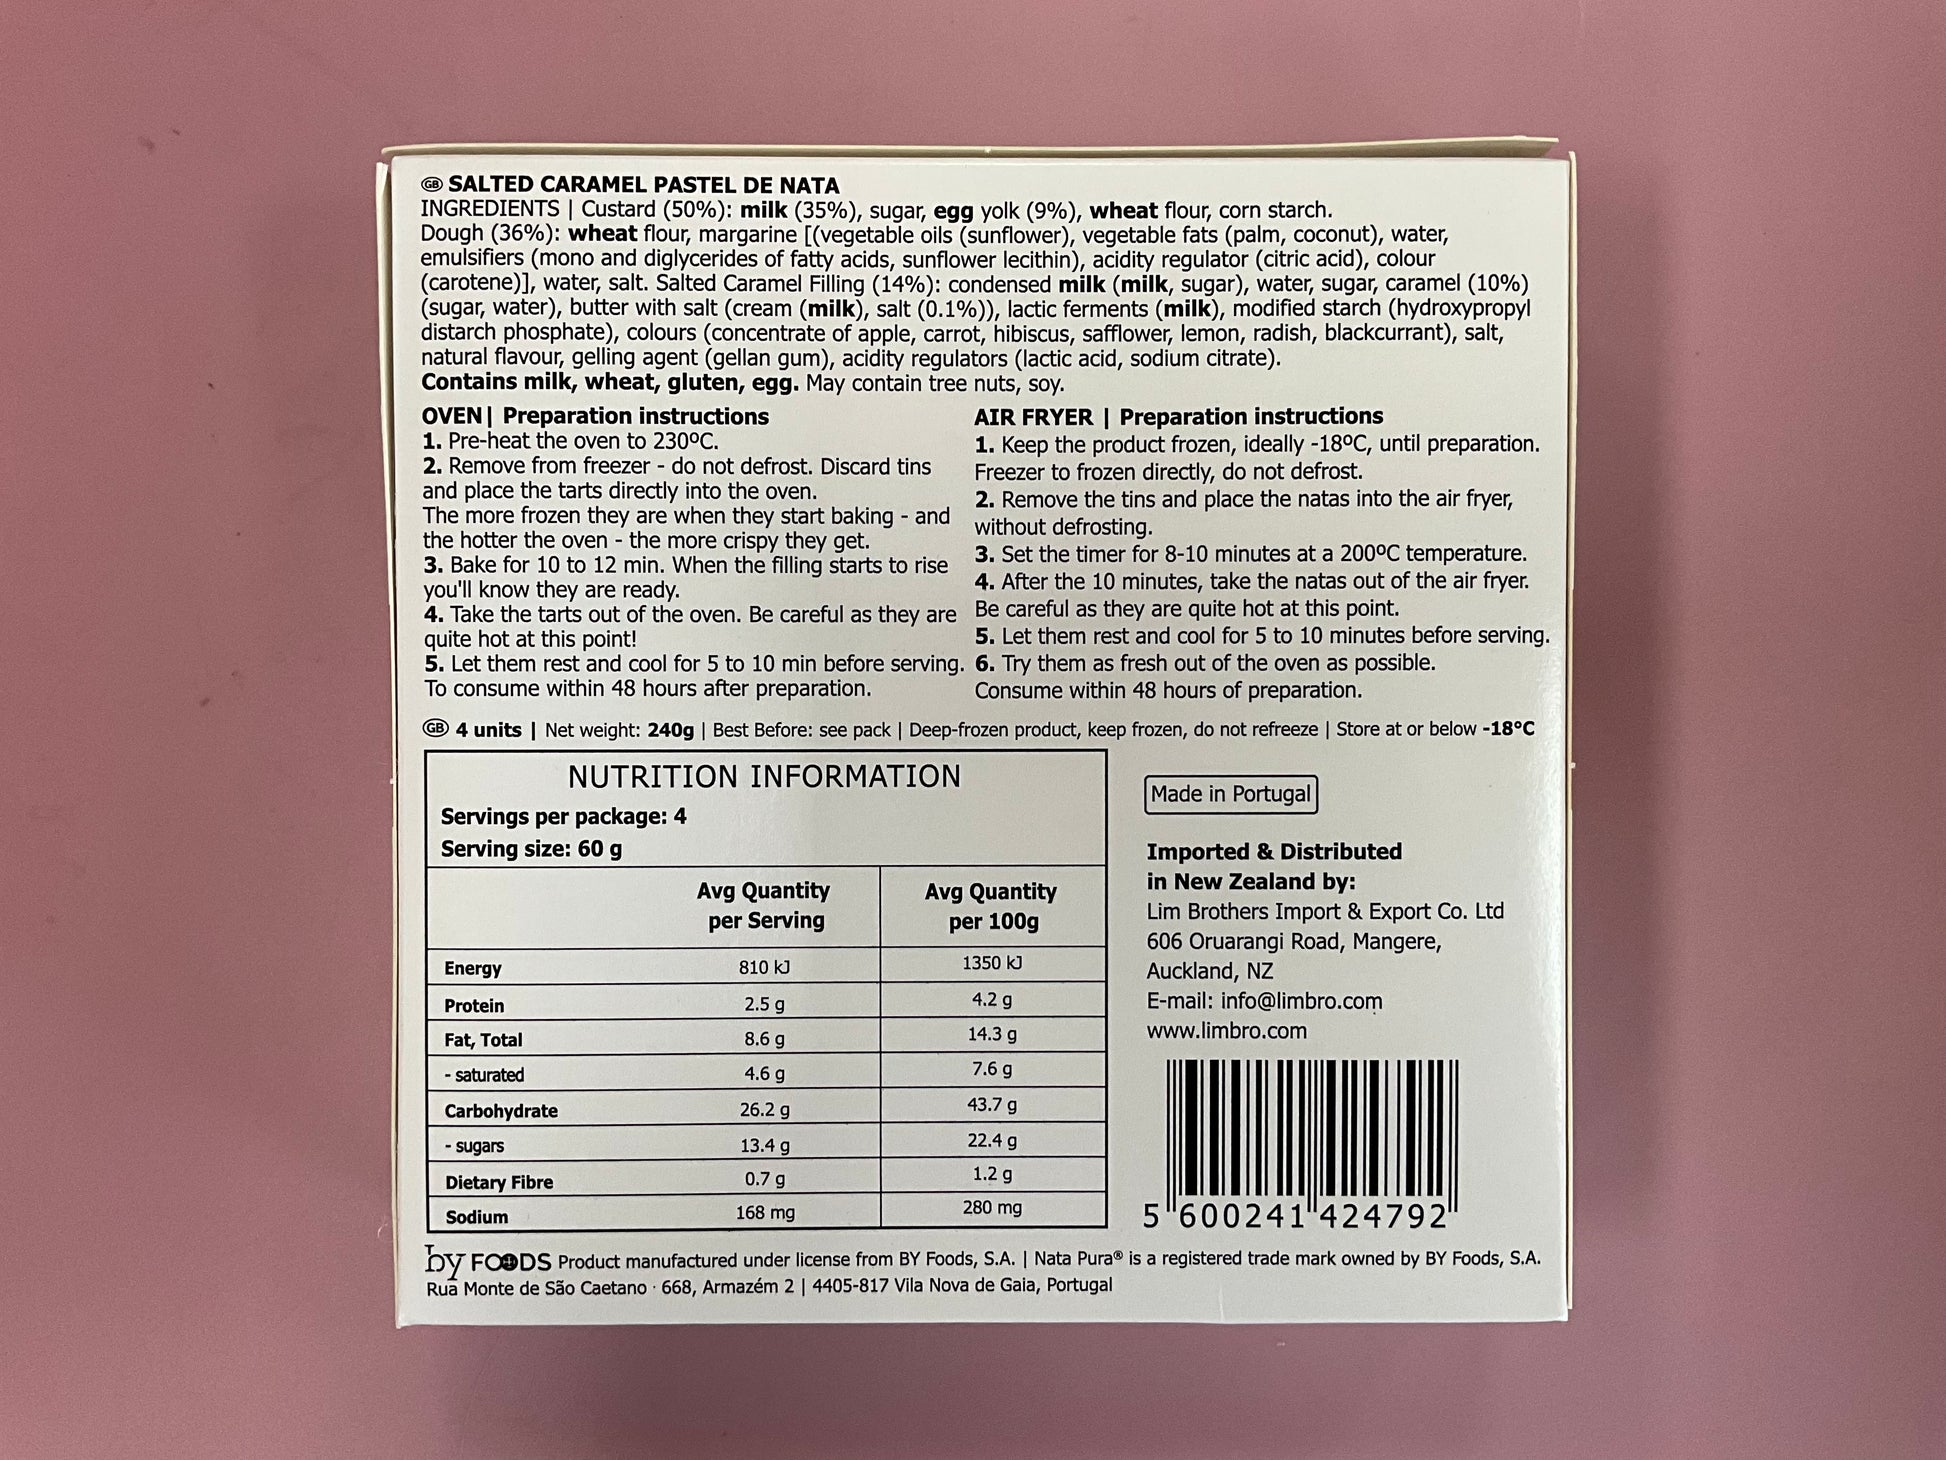 GB SALTED CARAMEL PASTEL DE NATA
INGREDIENTS | Custard (50%): milk (35%), sugar, egg yolk (9%), wheat flour, corn starch.
Dough (36%): wheat flour, margarine [(vegetable oils (sunflower), vegetable fats (palm, coconut), water,
emulsifiers (mono and diglycerides of fatty acids, sunflower lecithin), acidity regulator (citric acid), colour
(carotene)], water, salt. Salted Caramel Filling (14%): condensed milk (milk, sugar), water, sugar, caramel (10%)
(sugar, water), butter with salt (cream (milk), salt (0.1%)), lactic ferments (milk), modified starch (hydroxypropyl
distarch phosphate), colours (concentrate of apple, carrot, hibiscus, safflower, lemon, radish, blackcurrant), salt,
natural flavour, gelling agent (gellan gum), acidity regulators (lactic acid, sodium citrate).
Contains milk, wheat, gluten, egg. May contain tree nuts, soy.
OVEN| Preparation instructions
1. Pre-heat the oven to 230ºC.
2. Remove from freezer - do not defrost. Discard tins
and place the tarts directly into the oven.
The more frozen they are when they start baking - and
the hotter the oven - the more crispy they get.
3. Bake for 10 to 12 min. When the filling starts to rise
you'll know they are ready.
4. Take the tarts out of the oven. Be careful as they are
quite hot at this point!
5. Let them rest and cool for 5 to 10 min before serving.
To consume within 48 hours after preparation.
AIR FRYER | Preparation instructions
1. Keep the product frozen, ideally -18ºC, until preparation.
Freezer to frozen directly, do not defrost.
2. Remove the tins and place the natas into the air fryer,
without defrosting.
3. Set the timer for 8-10 minutes at a 200ºC temperature.
4. After the 10 minutes, take the natas out of the air fryer.
Be careful as they are quite hot at this point.
5. Let them rest and cool for 5 to 10 minutes before serving.
6. Try them as fresh out of the oven as possible.
Consume within 48 hours of preparation.
GB 4 units | Net weight: 240g | Best Before: see pack | Deep-frozen product, keep frozen, do not refreeze | Store at or below -18°C
NUTRITION INFORMATION
Servings per package: 4
Serving size: 60 g
Avg Quantity per Serving Avg Quantity per 100g
Energy 810 kJ 1350 kJ
Protein 2.5 g 4.2 g
Fat, Total 8.6 g 14.3 g
- saturated 4.6 g 7.6 g
Carbohydrate 26.2 g 43.7 g
- sugars 13.4 g 22.4 g
Dietary Fibre 0.7 g 1.2 g
Sodium 168 mg 280 mg
Made in Portugal
Imported & Distributed
in New Zealand by:
Lim Brothers Import & Export Co. Ltd
606 Oruarangi Road, Mangere,
Auckland, NZ
E-mail: info@limbro.com
www.limbro.com
5 600241 424792
by FOODS Product manufactured under license from BY Foods, S.A. | Nata Pura® is a registered trade mark owned by BY Foods, S.A.
Rua Monte de São Caetano · 668, Armazém 2 | 4405-817 Vila Nova de Gaia, Portugal